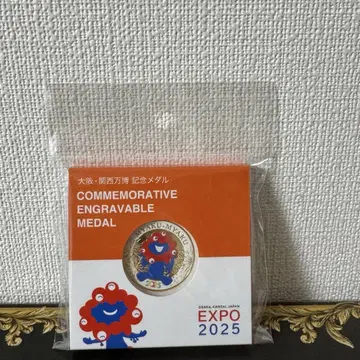 大阪・関西万博 記念メダル
COMMEMORATIVE
ENGRAVABLE
MEDAL
MYAKU-MYAKU
2025
OSAKA, KANSAI, JAPAN
EXPO
2025